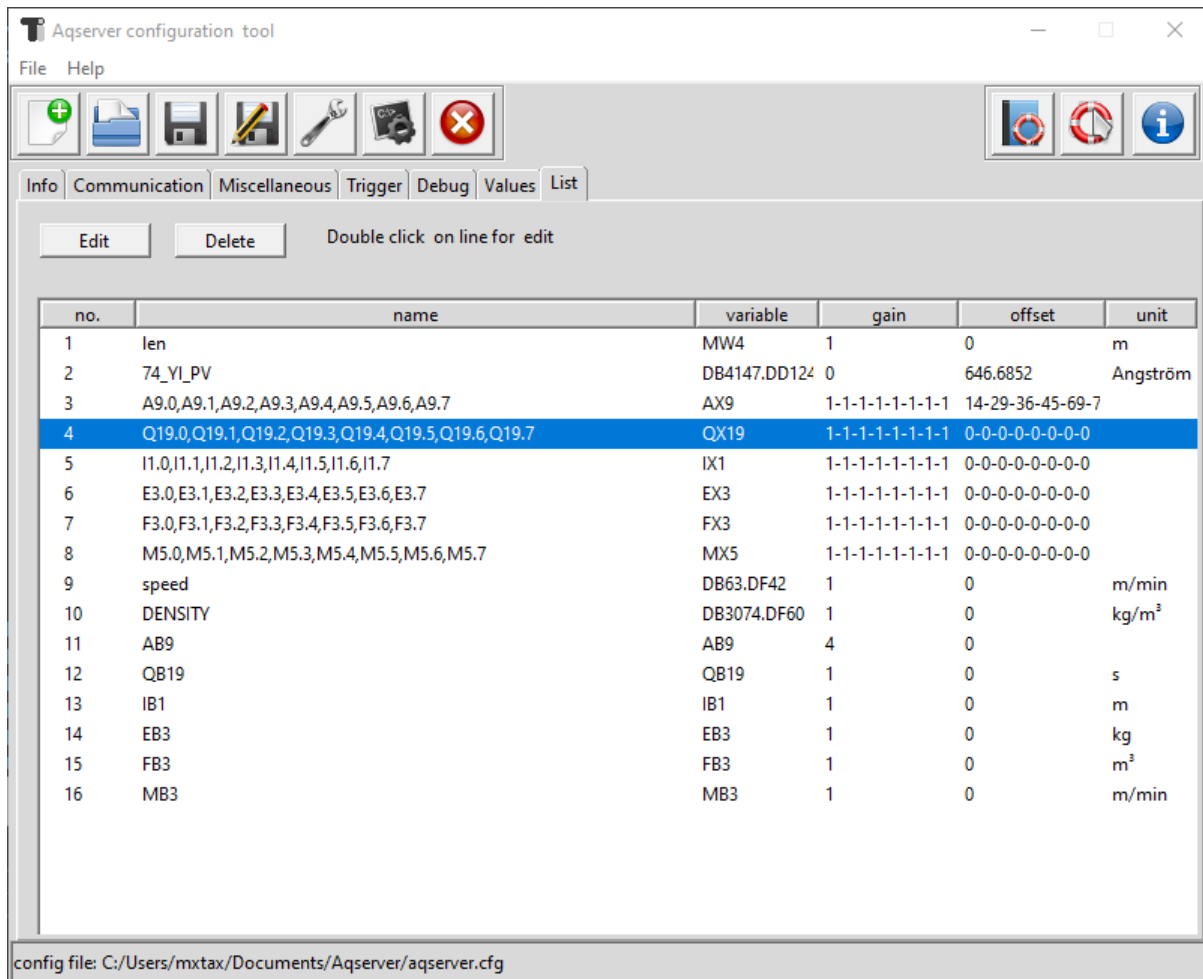 Aqserver configuration tool
File Help
Info Communication Miscellaneous Trigger Debug Values List
Edit Delete Double click on line for edit
no. name variable gain offset unit
1 len MW4 1 0 m
2 74_YI_PV DB4147.DD124 0 646.6852 Angström
3 A9.0,A9.1,A9.2,A9.3,A9.4,A9.5,A9.6,A9.7 AX9 1-1-1-1-1-1-1-1 14-29-36-45-69-7
4 Q19.0,Q19.1,Q19.2,Q19.3,Q19.4,Q19.5,Q19.6,Q19.7 QX19 1-1-1-1-1-1-1-1 0-0-0-0-0-0-0-0
5 I1.0,I1.1,I1.2,I1.3,I1.4,I1.5,I1.6,I1.7 IX1 1-1-1-1-1-1-1-1 0-0-0-0-0-0-0-0
6 E3.0,E3.1,E3.2,E3.3,E3.4,E3.5,E3.6,E3.7 EX3 1-1-1-1-1-1-1-1 0-0-0-0-0-0-0-0
7 F3.0,F3.1,F3.2,F3.3,F3.4,F3.5,F3.6,F3.7 FX3 1-1-1-1-1-1-1-1 0-0-0-0-0-0-0-0
8 M5.0,M5.1,M5.2,M5.3,M5.4,M5.5,M5.6,M5.7 MX5 1-1-1-1-1-1-1-1 0-0-0-0-0-0-0-0
9 speed DB63.DF42 1 0 m/min
10 DENSITY DB3074.DF60 1 0 kg/m³
11 AB9 AB9 4 0
12 QB19 QB19 1 0 s
13 IB1 IB1 1 0 m
14 EB3 EB3 1 0 kg
15 FB3 FB3 1 0 m³
16 MB3 MB3 1 0 m/min
config file: C:/Users/mxtax/Documents/Aqserver/aqserver.cfg